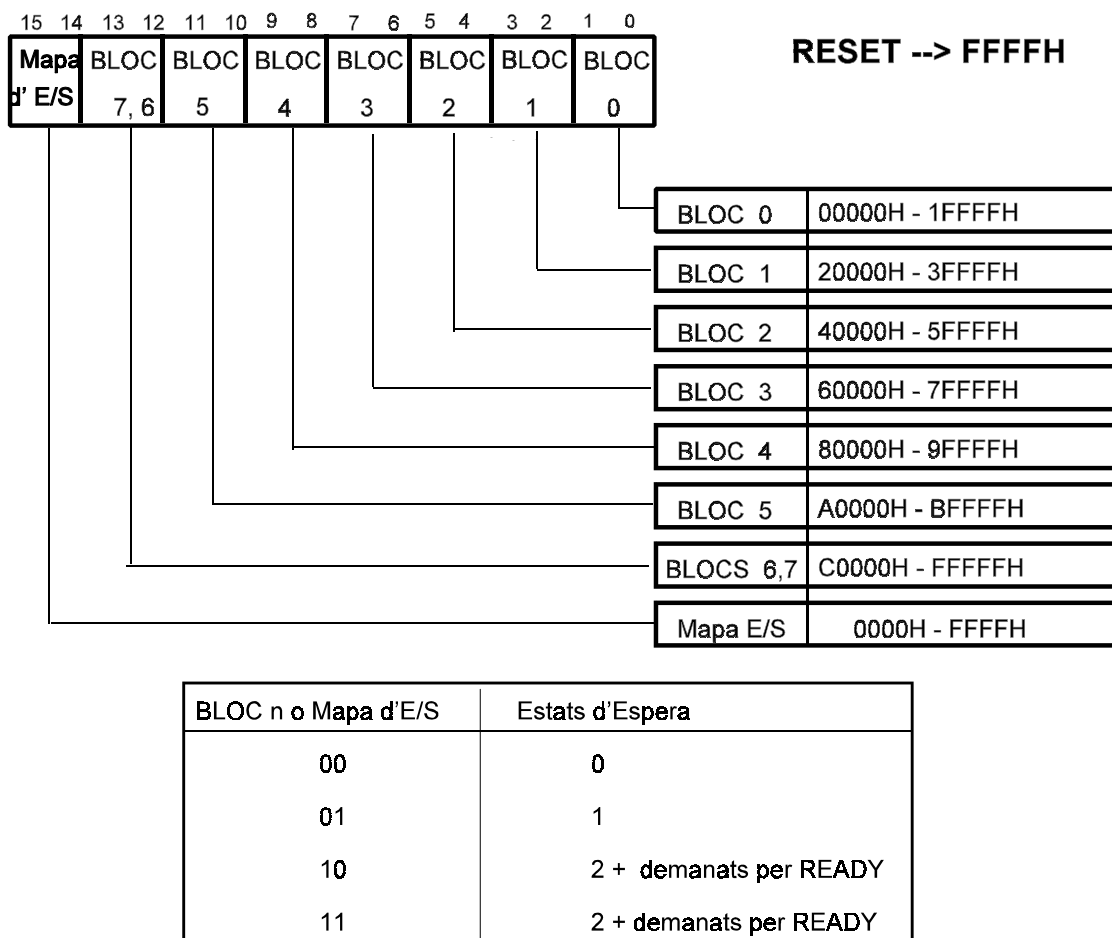 15 14 13 12 11 10 9 8 7 6 5 4 3 2 1 0
Mapa d' E/S
BLOC 7, 6
BLOC 5
BLOC 4
BLOC 3
BLOC 2
BLOC 1
BLOC 0
RESET --> FFFFH
BLOC 0 00000H - 1FFFFH
BLOC 1 20000H - 3FFFFH
BLOC 2 40000H - 5FFFFH
BLOC 3 60000H - 7FFFFH
BLOC 4 80000H - 9FFFFH
BLOC 5 A0000H - BFFFFH
BLOCS 6,7 C0000H - FFFFFH
Mapa E/S 0000H - FFFFH
BLOC n o Mapa d'E/S Estats d'Espera
00 0
01 1
10 2 + demanats per READY
11 2 + demanats per READY